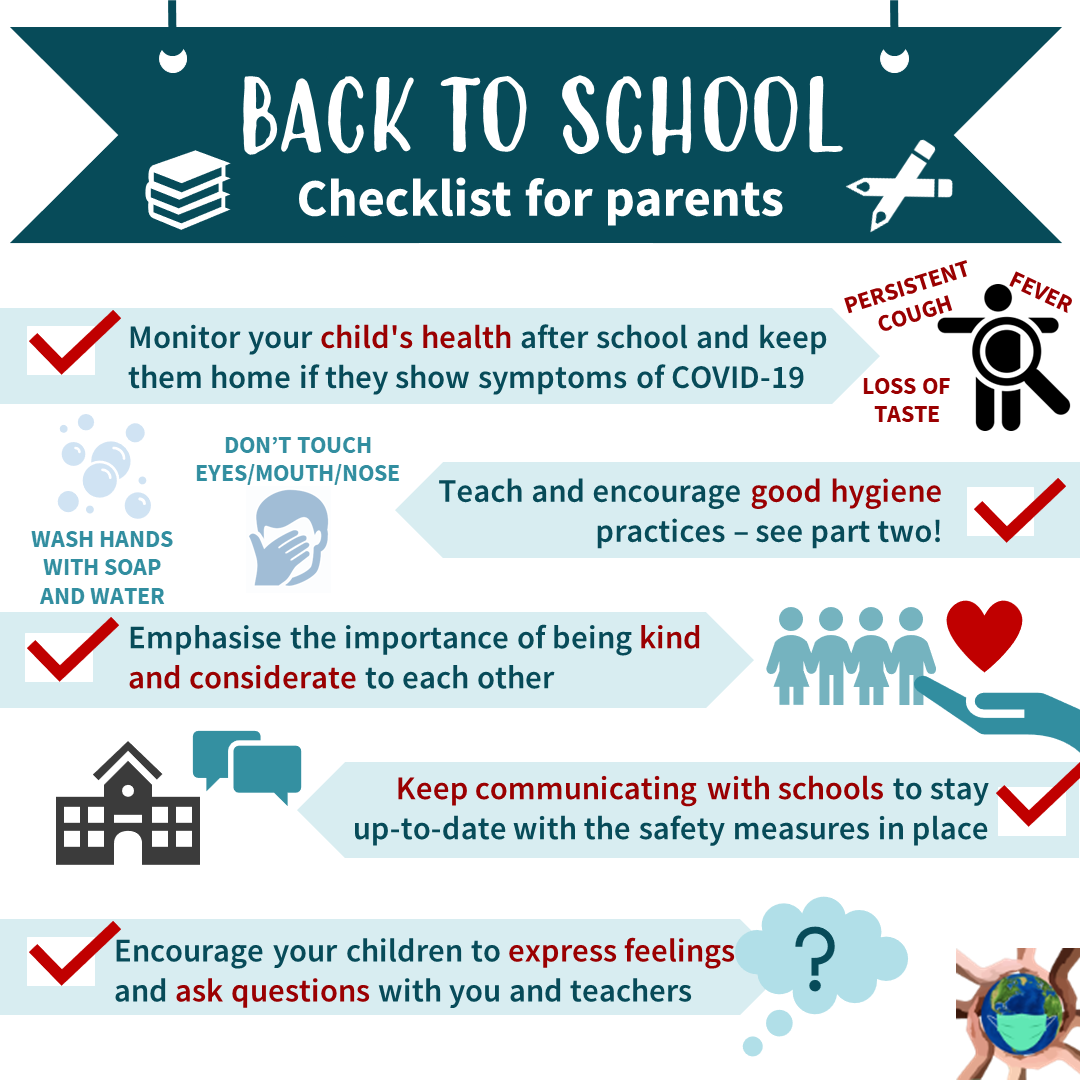 BACK TO SCHOOL
Checklist for parents
PERSISTENT
COUGH
FEVER
Monitor your child's health after school and keep
them home if they show symptoms of COVID-19
LOSS OF
TASTE
DON'T TOUCH
EYES/MOUTH/NOSE
WASH HANDS
WITH SOAP
AND WATER
Teach and encourage good hygiene
practices – see part two!
Emphasise the importance of being kind
and considerate to each other
Keep communicating with schools to stay
up-to-date with the safety measures in place
Encourage your children to express feelings
and ask questions with you and teachers
?